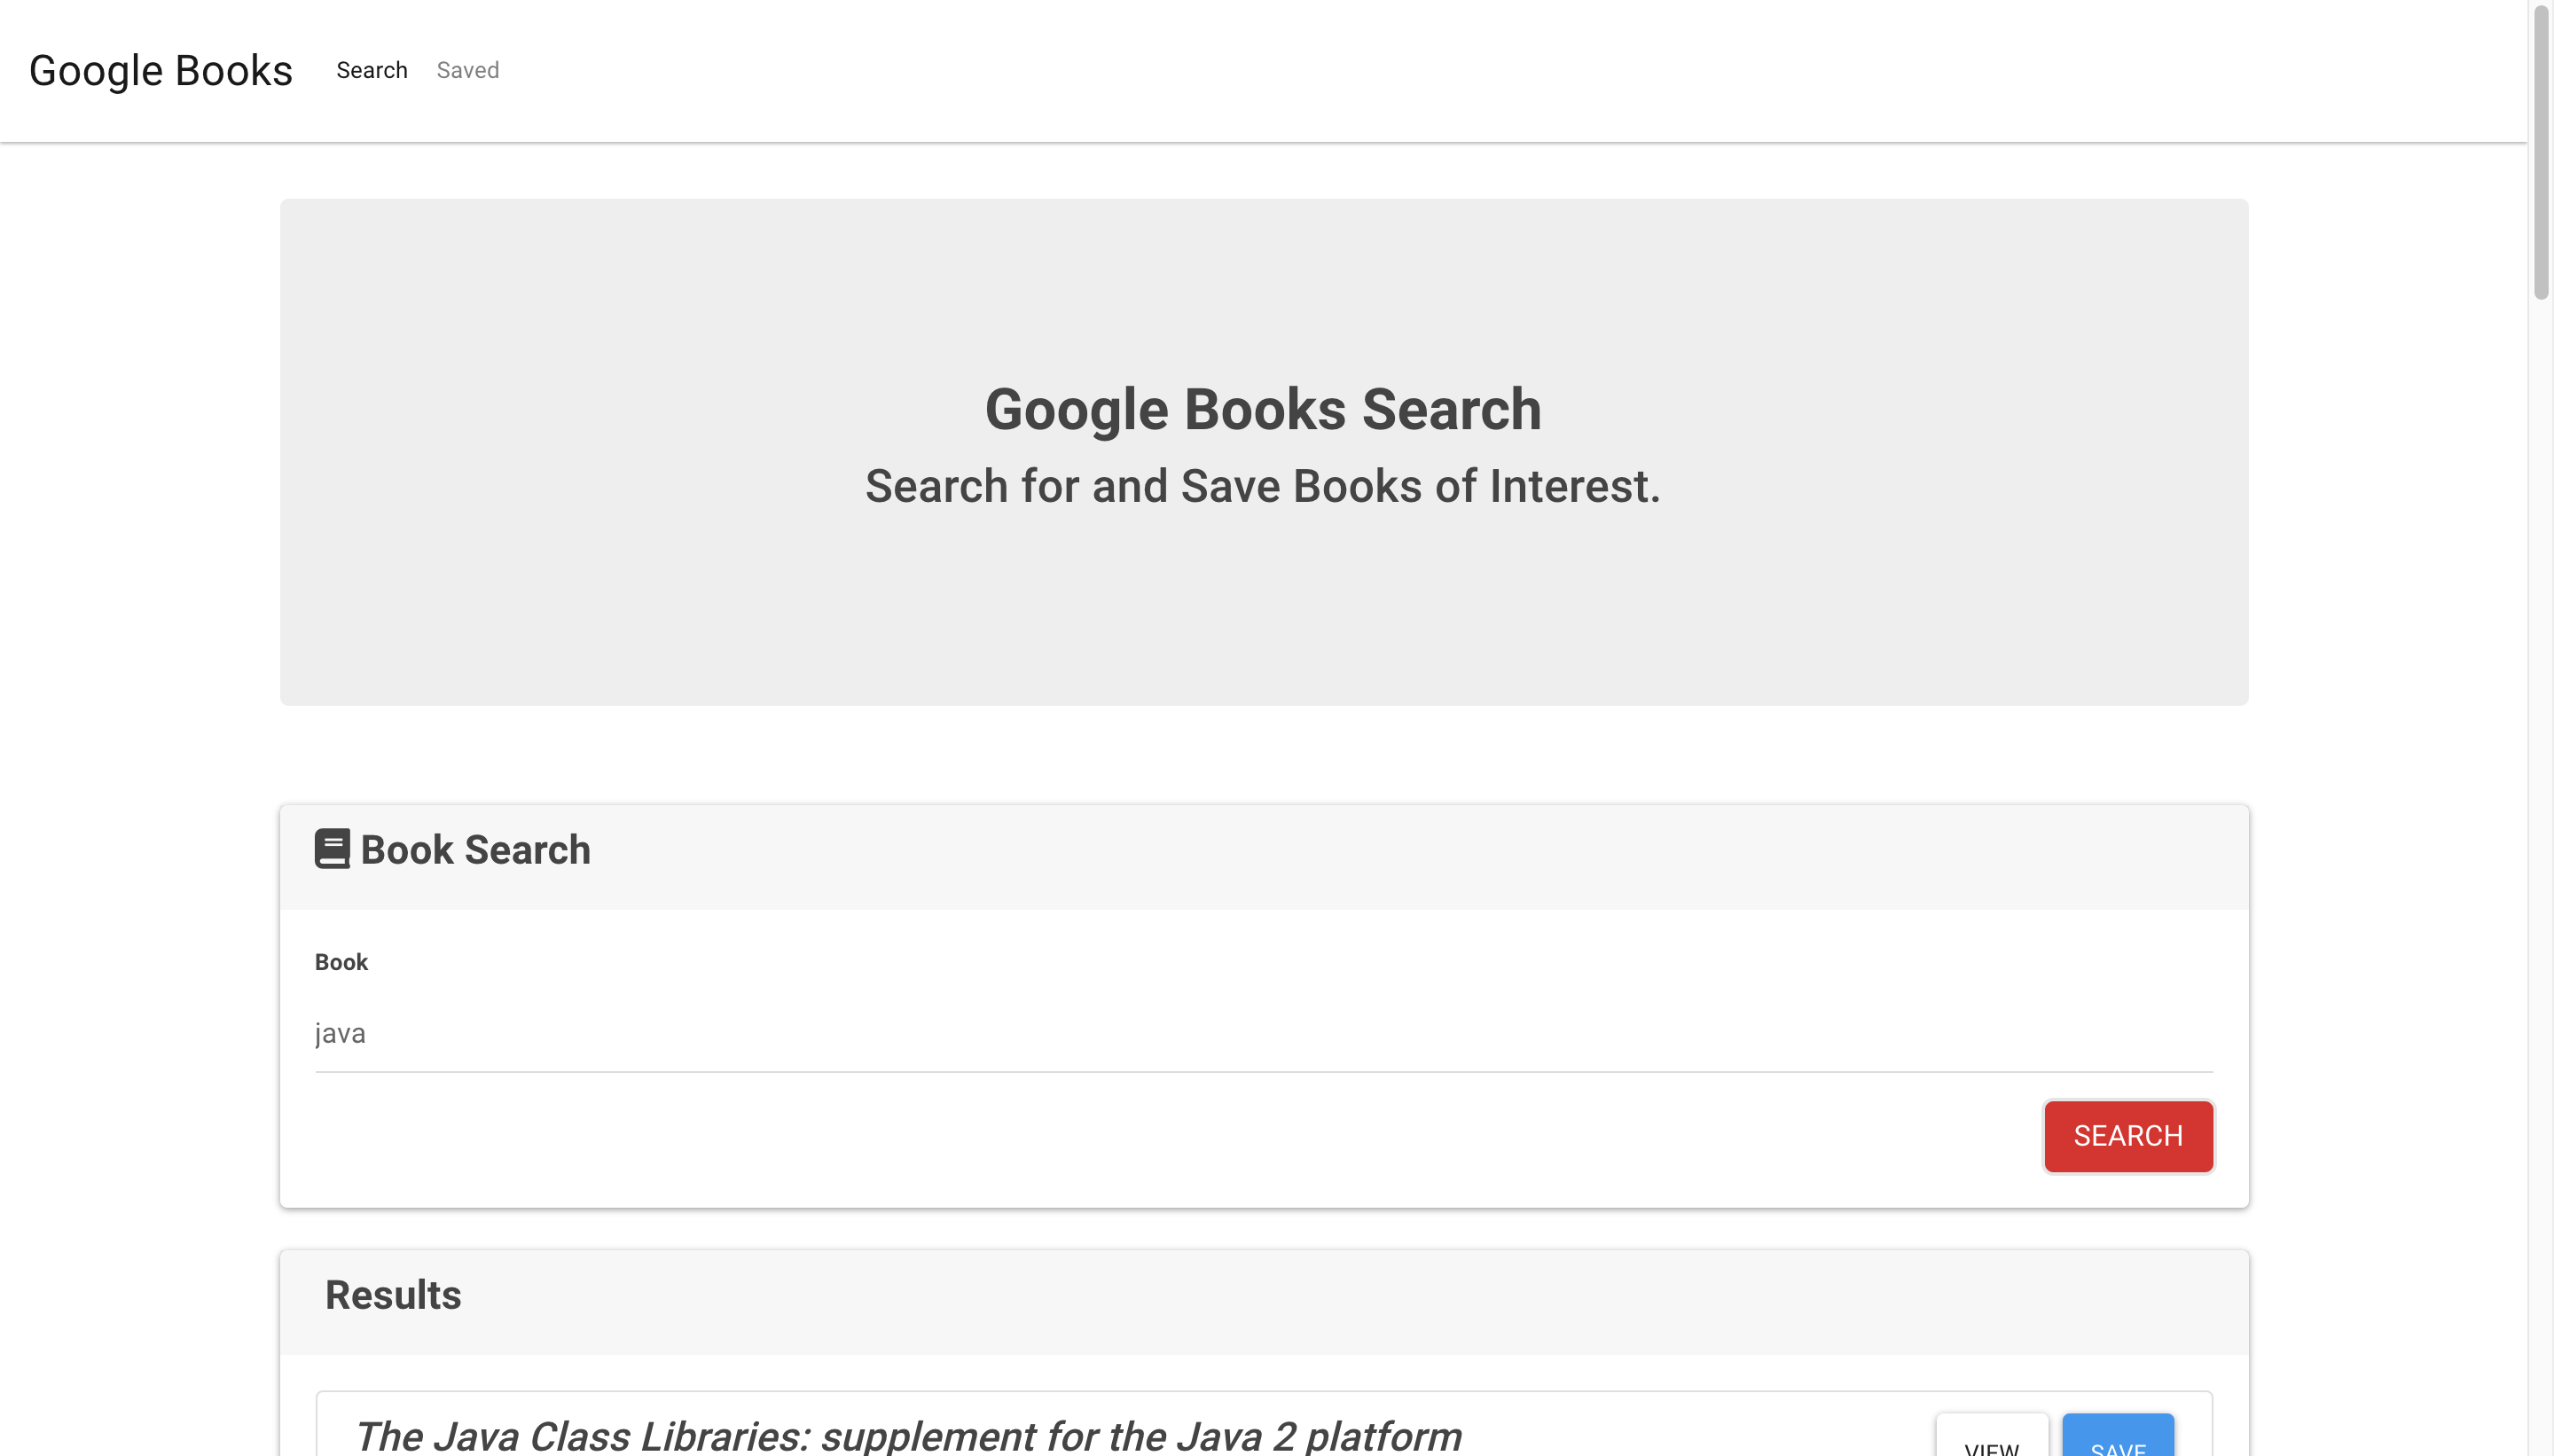 Google Books Search Saved
Google Books Search
Search for and Save Books of Interest.
Book Search
Book
java
SEARCH
Results
The Java Class Libraries: supplement for the Java 2 platform
VIEW SAVE